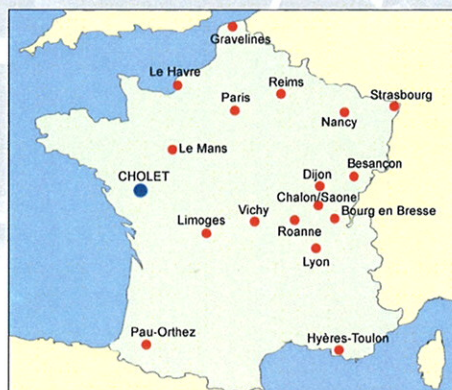 Gravelines
Le Havre
Reims
Paris
Strasbourg
Nancy
Le Mans
Besançon
CHOLET
Dijon
Chalon/Saone
Vichy
Bourg en Bresse
Limoges
Roanne
Lyon
Pau-Orthez
Hyères-Toulon